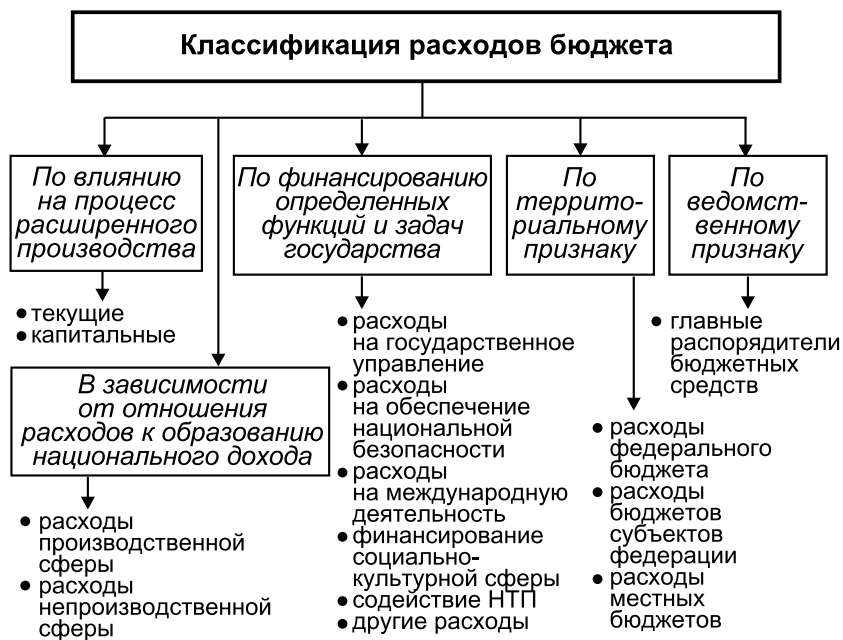 Классификация расходов бюджета
По влиянию
на процесс
расширенного
производства
• текущие
• капитальные
В зависимости
от отношения
расходов к образованию
национального дохода
• расходы
производственной
сферы
• расходы
непроизводственной
сферы
По финансированию
определенных
функций и задач
государства
• расходы
на государственное
управление
• расходы
на обеспечение
национальной
безопасности
• расходы
на международную
деятельность
• финансирование
социально-
культурной сферы
• содействие НТП
• другие расходы
По
террито-
риальному
признаку
• расходы
федерального
бюджета
• расходы
бюджетов
субъектов
федерации
• расходы
местных
бюджетов
По
ведомст-
венному
признаку
• главные
распорядители
бюджетных
средств